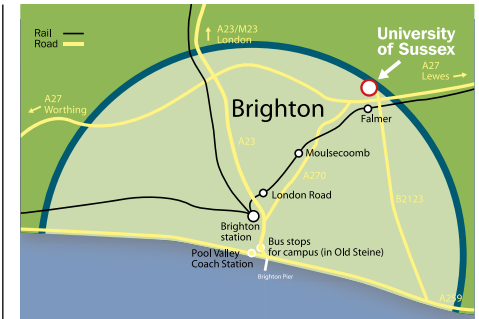 Rail
Road
A23/M23
London
University
of Sussex
A27
Lewes
A27
Worthing
Brighton
Falmer
A23
Moulsecoomb
A270
London Road
B2123
Brighton
station
Bus stops
for campus (in Old Steine)
Pool Valley
Coach Station
Brighton Pier
A259